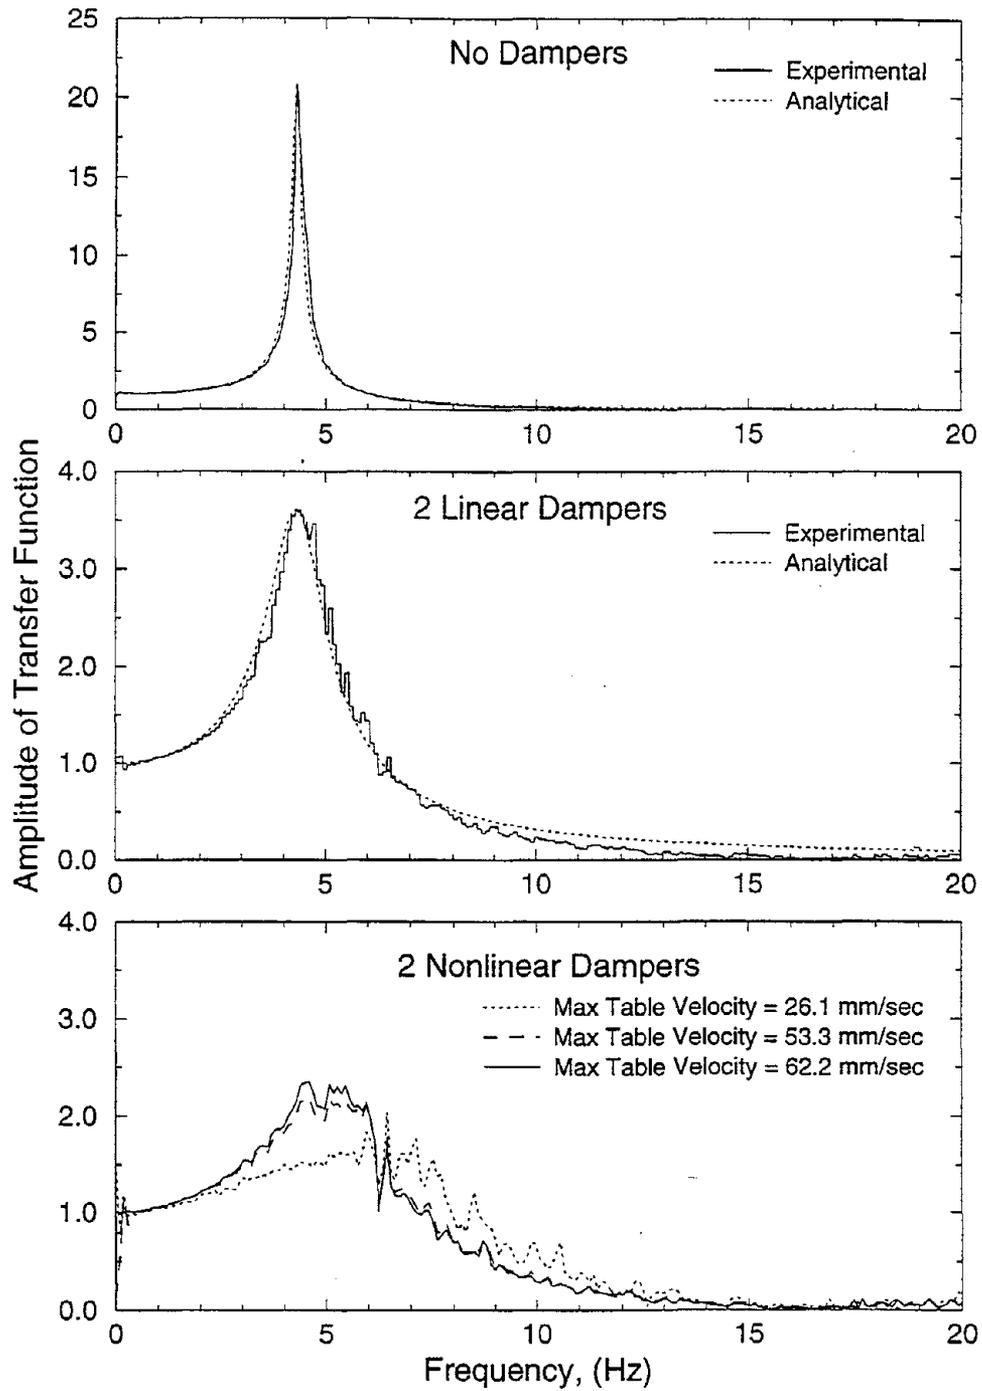 Amplitude of Transfer Function
25
20
15
10
5
0
No Dampers
Experimental
Analytical
0 5 10 15 20
4.0
3.0
2.0
1.0
0.0
2 Linear Dampers
Experimental
Analytical
0 5 10 15 20
4.0
3.0
2.0
1.0
0.0
2 Nonlinear Dampers
Max Table Velocity = 26.1 mm/sec
Max Table Velocity = 53.3 mm/sec
Max Table Velocity = 62.2 mm/sec
0 5 10 15 20
Frequency, (Hz)